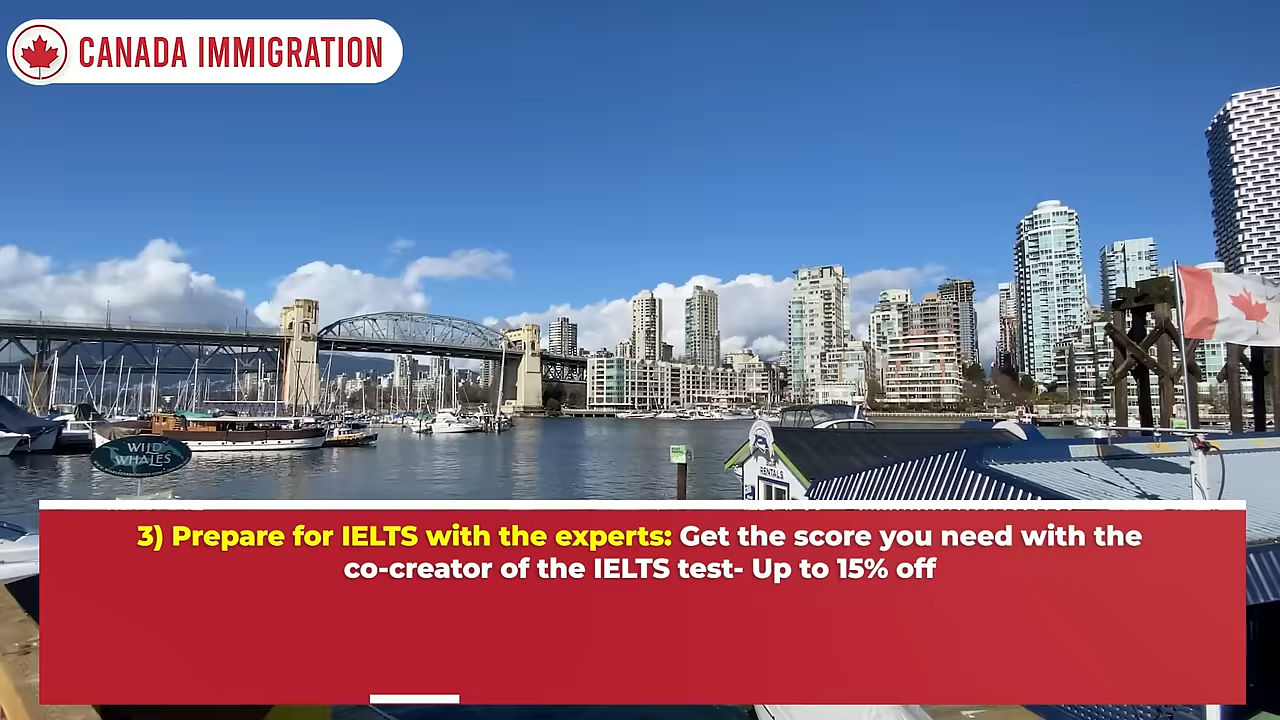 CANADA IMMIGRATION
WILD
WHALES
RENTALS
3) Prepare for IELTS with the experts: Get the score you need with the
co-creator of the IELTS test- Up to 15% off